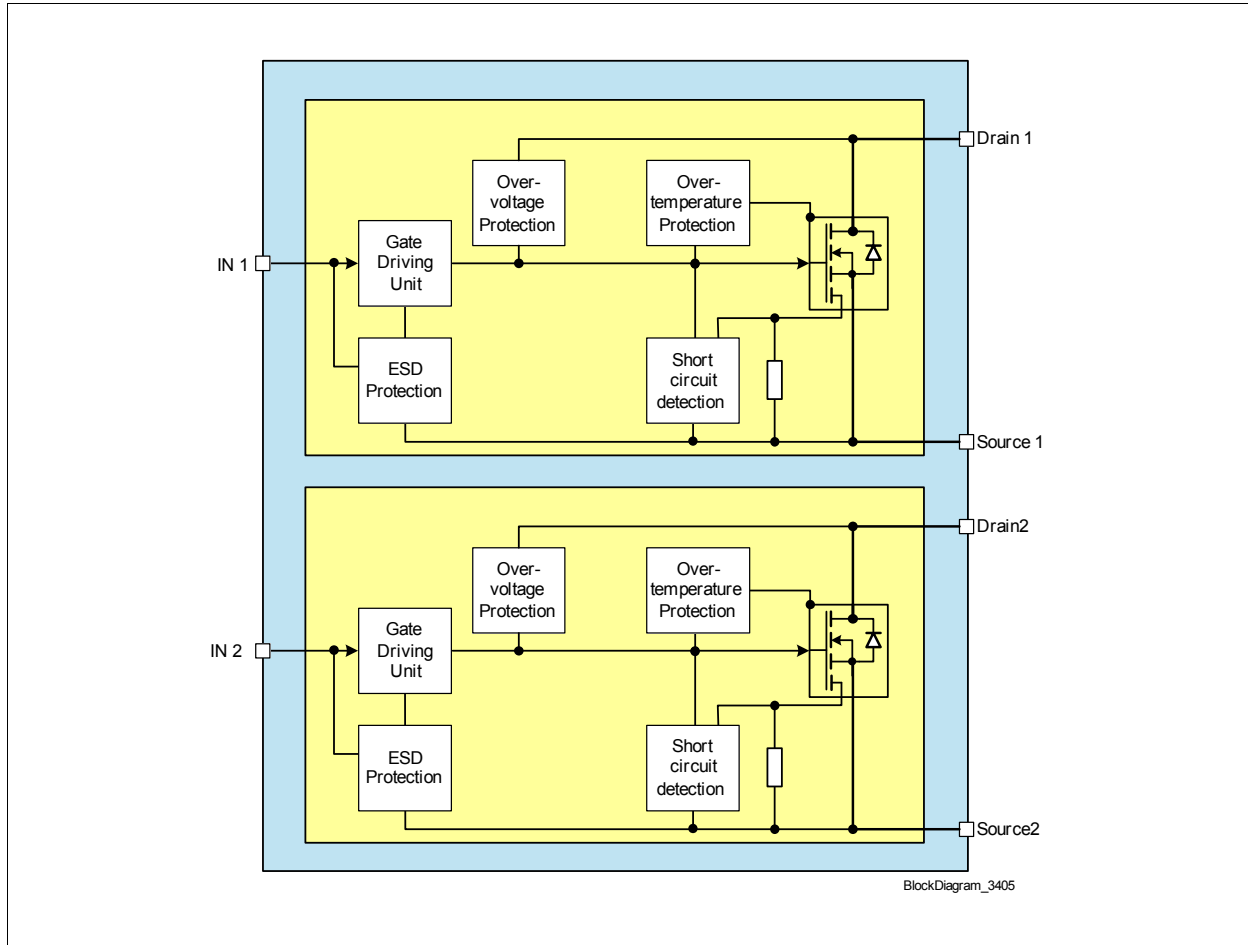 Drain 1
Over-
voltage
Protection
Over-
temperature
Protection
IN 1
Gate
Driving
Unit
ESD
Protection
Short
circuit
detection
Source 1
Drain2
Over-
voltage
Protection
Over-
temperature
Protection
IN 2
Gate
Driving
Unit
ESD
Protection
Short
circuit
detection
Source2
BlockDiagram_3405